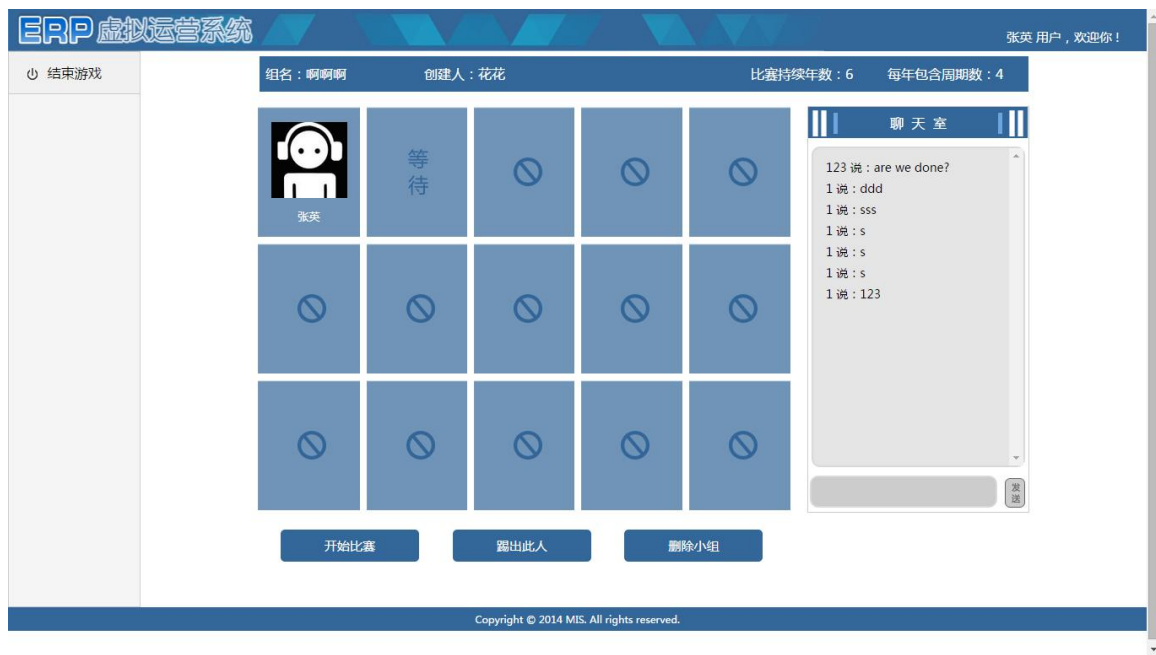 ERP 虚拟运营系统
张英 用户，欢迎你！
结束游戏
组名：啊啊啊 创建人：花花 比赛持续年数：6 每年包含周期数：4
张英
等
待
聊 天 室
123 说：are we done?
1 说：ddd
1 说：sss
1 说：s
1 说：s
1 说：s
1 说：123
发
送
开始比赛 踢出此人 删除小组
Copyright © 2014 MIS. All rights reserved.